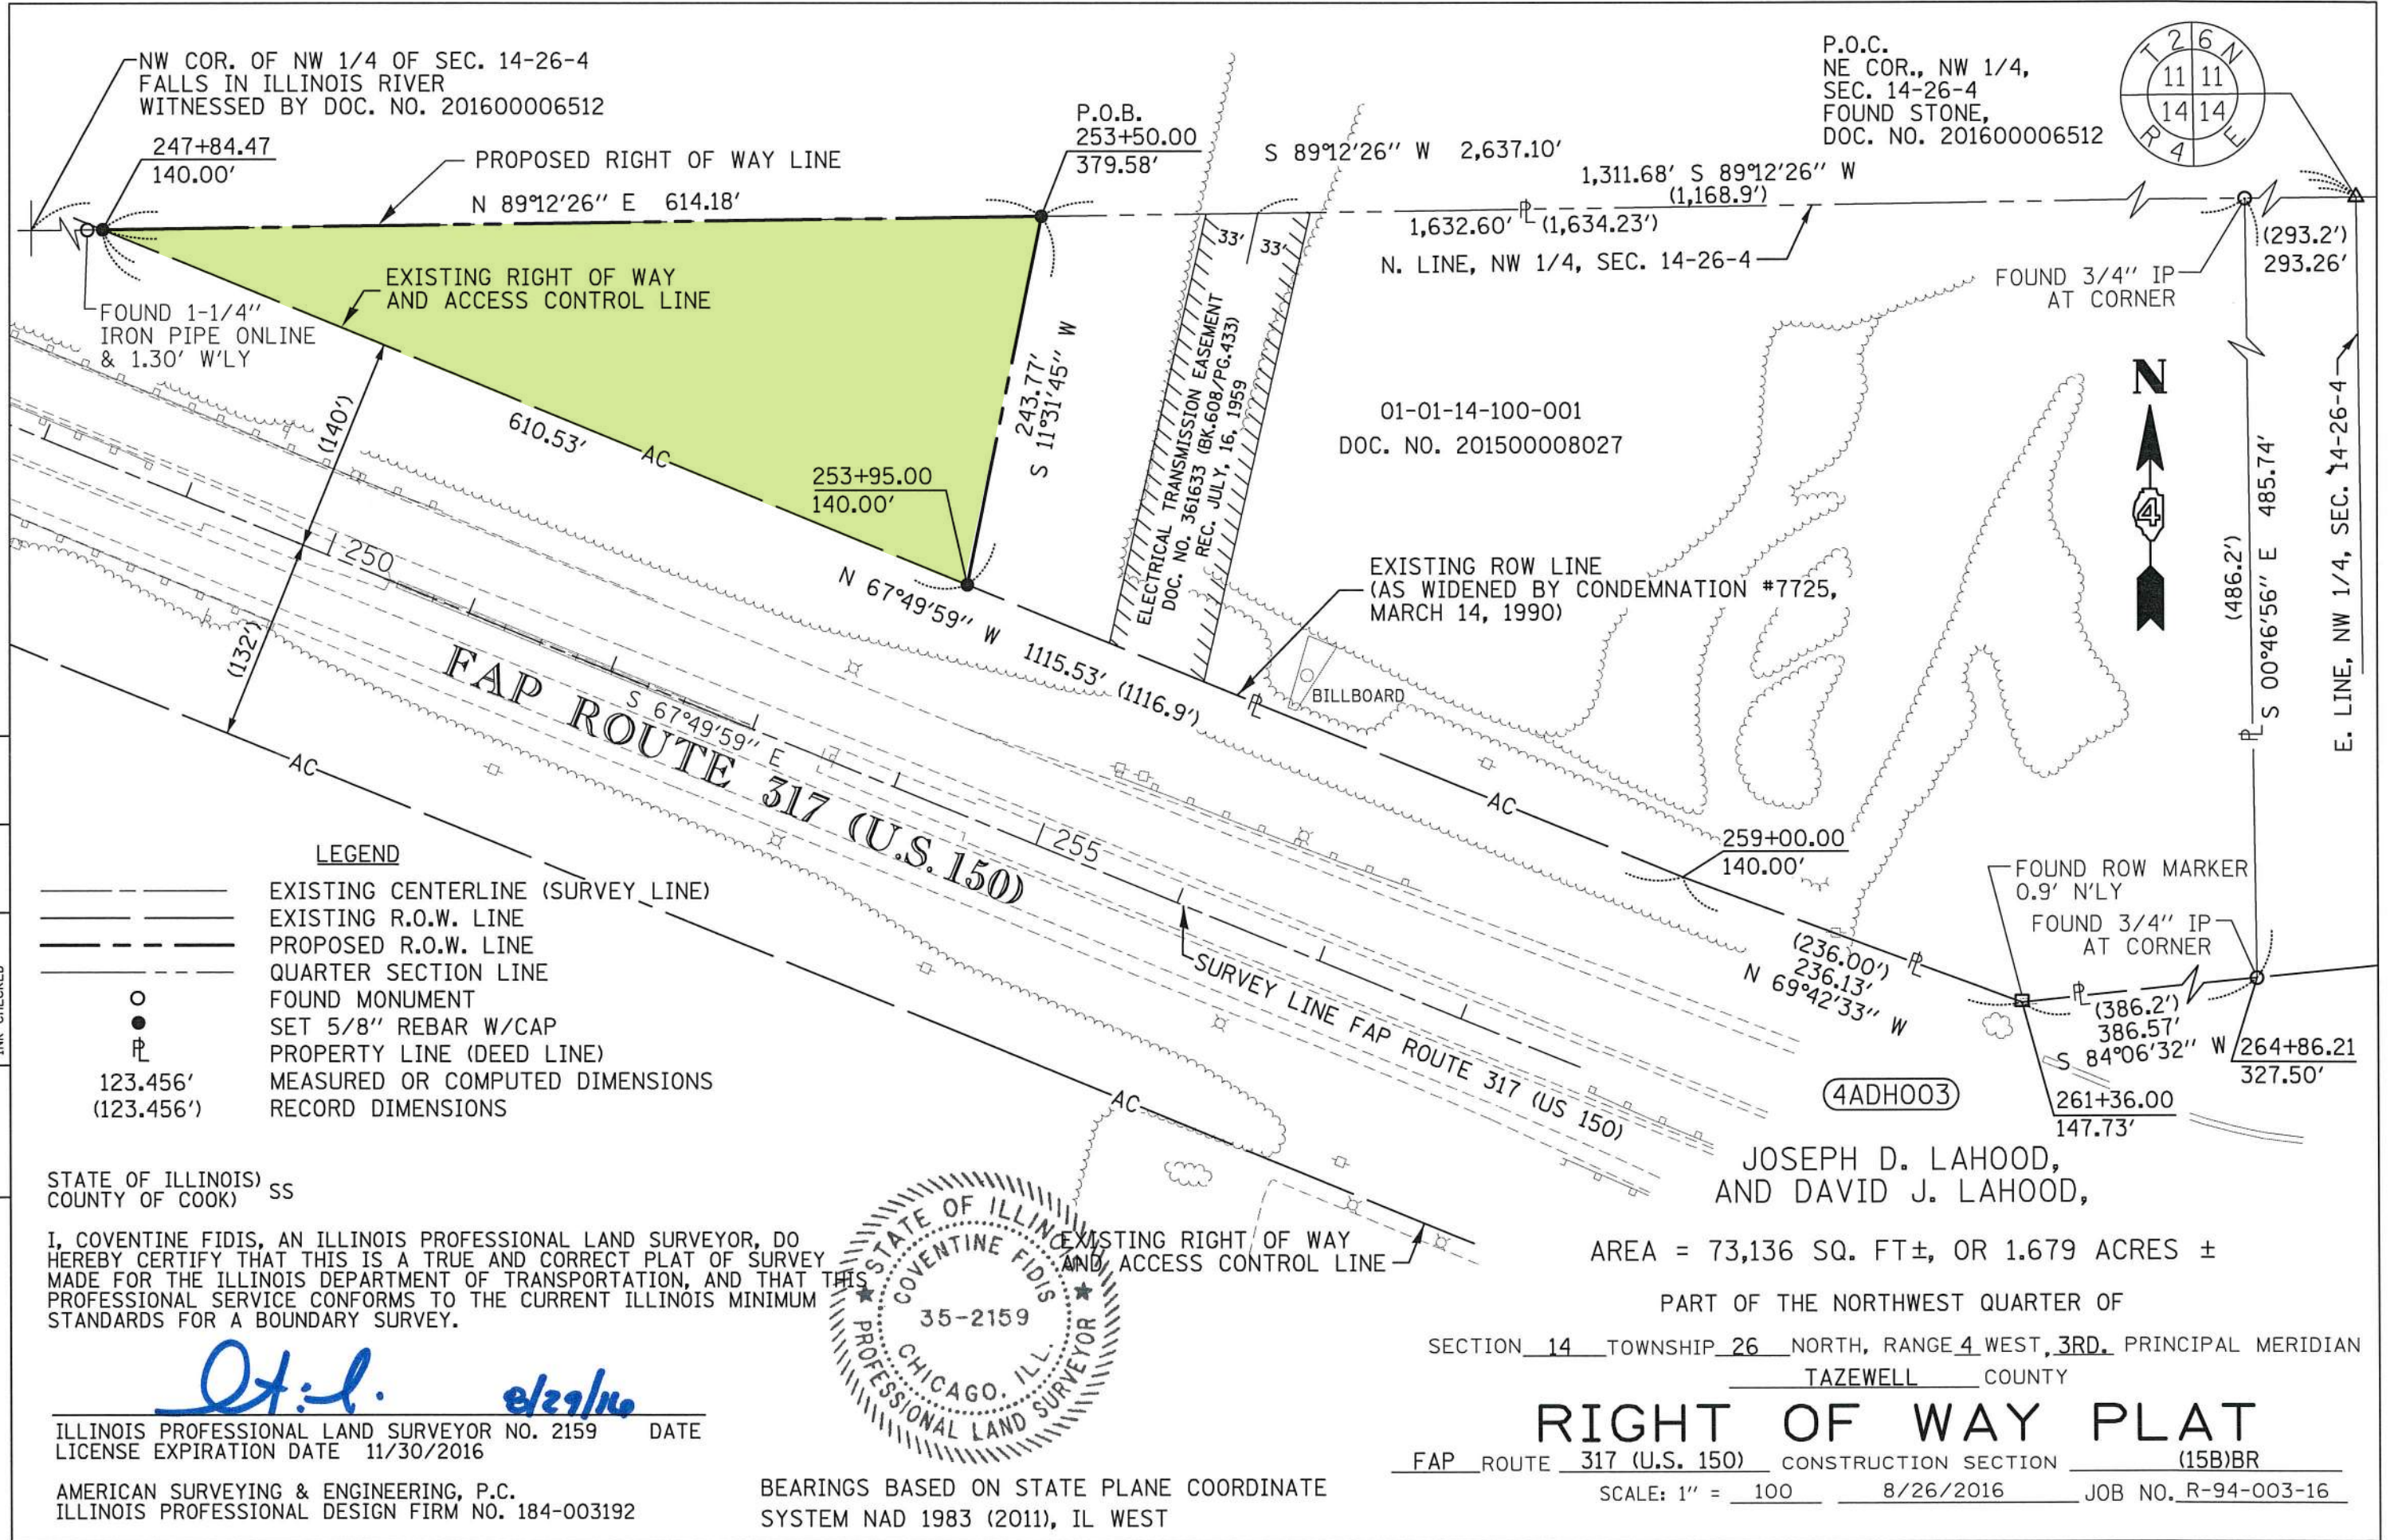 NW COR. OF NW 1/4 OF SEC. 14-26-4
FALLS IN ILLINOIS RIVER
WITNESSED BY DOC. NO. 201600006512
247+84.47
140.00'
PROPOSED RIGHT OF WAY LINE
N 89°12'26" E 614.18'
P.O.B.
253+50.00
379.58'
S 89°12'26" W 2,637.10'
1,311.68' S 89°12'26" W
(1,168.9')
1,632.60' PL (1,634.23')
N. LINE, NW 1/4, SEC. 14-26-4
P.O.C.
NE COR., NW 1/4,
SEC. 14-26-4
FOUND STONE,
DOC. NO. 201600006512
T 26 N
11 11
14 14
R 4 E
(293.2')
293.26'
FOUND 3/4" IP
AT CORNER
EXISTING RIGHT OF WAY
AND ACCESS CONTROL LINE
FOUND 1-1/4"
IRON PIPE ONLINE
& 1.30' W'LY
33' 33'
243.77'
S 11°31'45" W
ELECTRICAL TRANSMISSION EASEMENT
DOC. NO. 361633 (BK.608/PG.433)
REC. JULY, 16, 1959
01-01-14-100-001
DOC. NO. 201500008027
N
4
(486.2')
S 00°46'56" E 485.74'
PL
E. LINE, NW 1/4, SEC. 14-26-4
(140')
610.53'
AC
253+95.00
140.00'
250
(132')
N 67°49'59" W 1115.53' (1116.9')
EXISTING ROW LINE
(AS WIDENED BY CONDEMNATION #7725,
MARCH 14, 1990)
PL
BILLBOARD
FAP ROUTE 317 (U.S. 150)
S 67°49'59" E
AC
255
AC
259+00.00
140.00'
FOUND ROW MARKER
0.9' N'LY
FOUND 3/4" IP
AT CORNER
(236.00')
236.13'
N 69°42'33" W
PL
PL
(386.2')
386.57'
S 84°06'32" W
264+86.21
327.50'
261+36.00
147.73'
SURVEY LINE FAP ROUTE 317 (US 150)
AC
LEGEND
EXISTING CENTERLINE (SURVEY LINE)
EXISTING R.O.W. LINE
PROPOSED R.O.W. LINE
QUARTER SECTION LINE
FOUND MONUMENT
SET 5/8" REBAR W/CAP
PL PROPERTY LINE (DEED LINE)
123.456' MEASURED OR COMPUTED DIMENSIONS
(123.456') RECORD DIMENSIONS
4ADH003
JOSEPH D. LAHOOD,
AND DAVID J. LAHOOD,
AREA = 73,136 SQ. FT±, OR 1.679 ACRES ±
PART OF THE NORTHWEST QUARTER OF
SECTION 14 TOWNSHIP 26 NORTH, RANGE 4 WEST, 3RD. PRINCIPAL MERIDIAN
TAZEWELL COUNTY
RIGHT OF WAY PLAT
FAP ROUTE 317 (U.S. 150) CONSTRUCTION SECTION (15B)BR
SCALE: 1" = 100 8/26/2016 JOB NO. R-94-003-16
EXISTING RIGHT OF WAY
AND ACCESS CONTROL LINE
STATE OF ILLINOIS)
COUNTY OF COOK) SS
I, COVENTINE FIDIS, AN ILLINOIS PROFESSIONAL LAND SURVEYOR, DO
HEREBY CERTIFY THAT THIS IS A TRUE AND CORRECT PLAT OF SURVEY
MADE FOR THE ILLINOIS DEPARTMENT OF TRANSPORTATION, AND THAT THIS
PROFESSIONAL SERVICE CONFORMS TO THE CURRENT ILLINOIS MINIMUM
STANDARDS FOR A BOUNDARY SURVEY.
8/29/16
ILLINOIS PROFESSIONAL LAND SURVEYOR NO. 2159 DATE
LICENSE EXPIRATION DATE 11/30/2016
AMERICAN SURVEYING & ENGINEERING, P.C.
ILLINOIS PROFESSIONAL DESIGN FIRM NO. 184-003192
STATE OF ILLINOIS
COVENTINE FIDIS
35-2159
CHICAGO, ILL.
PROFESSIONAL LAND SURVEYOR
BEARINGS BASED ON STATE PLANE COORDINATE
SYSTEM NAD 1983 (2011), IL WEST